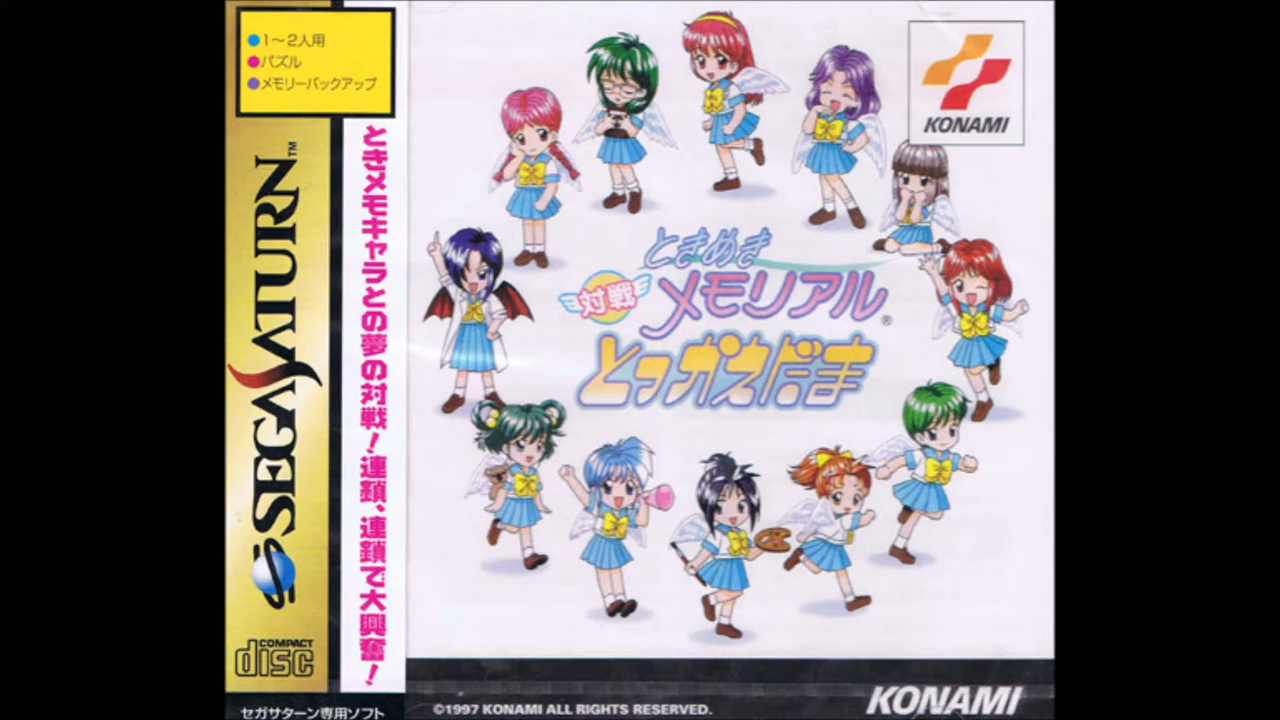 1〜2人用
パズル
メモリーバックアップ
SEGA SATURN™
COMPACT
disc
セガサターン専用ソフト
ときメモキャラとの夢の対戦!連鎖、連鎖で大興奮!
KONAMI
ときめき
対戦
メモリアル®
とっかえだま
©1997 KONAMI ALL RIGHTS RESERVED.
KONAMI